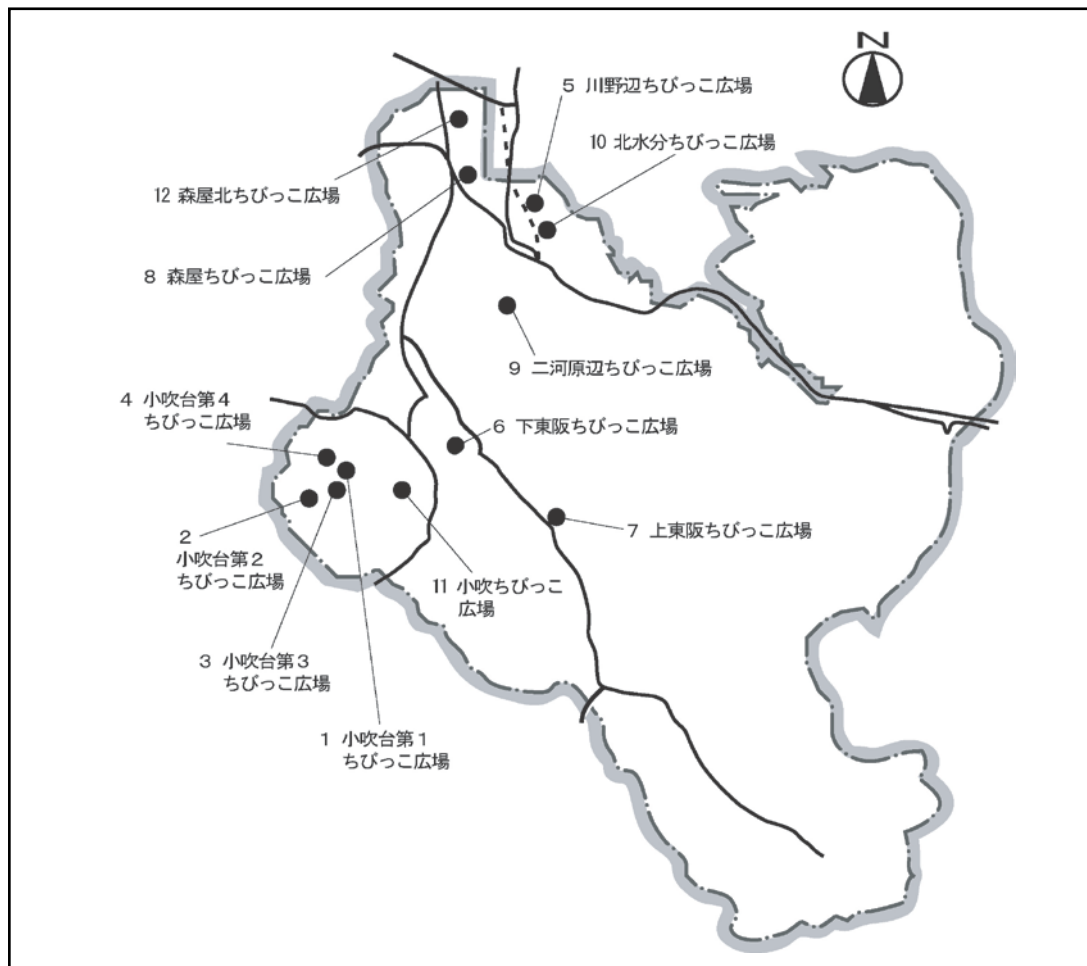 N
5 川野辺ちびっこ広場
10 北水分ちびっこ広場
12 森屋北ちびっこ広場
8 森屋ちびっこ広場
9 二河原辺ちびっこ広場
4 小吹台第4
ちびっこ広場
6 下東阪ちびっこ広場
7 上東阪ちびっこ広場
2
小吹台第2
ちびっこ広場
11 小吹ちびっこ
広場
3 小吹台第3
ちびっこ広場
1 小吹台第1
ちびっこ広場